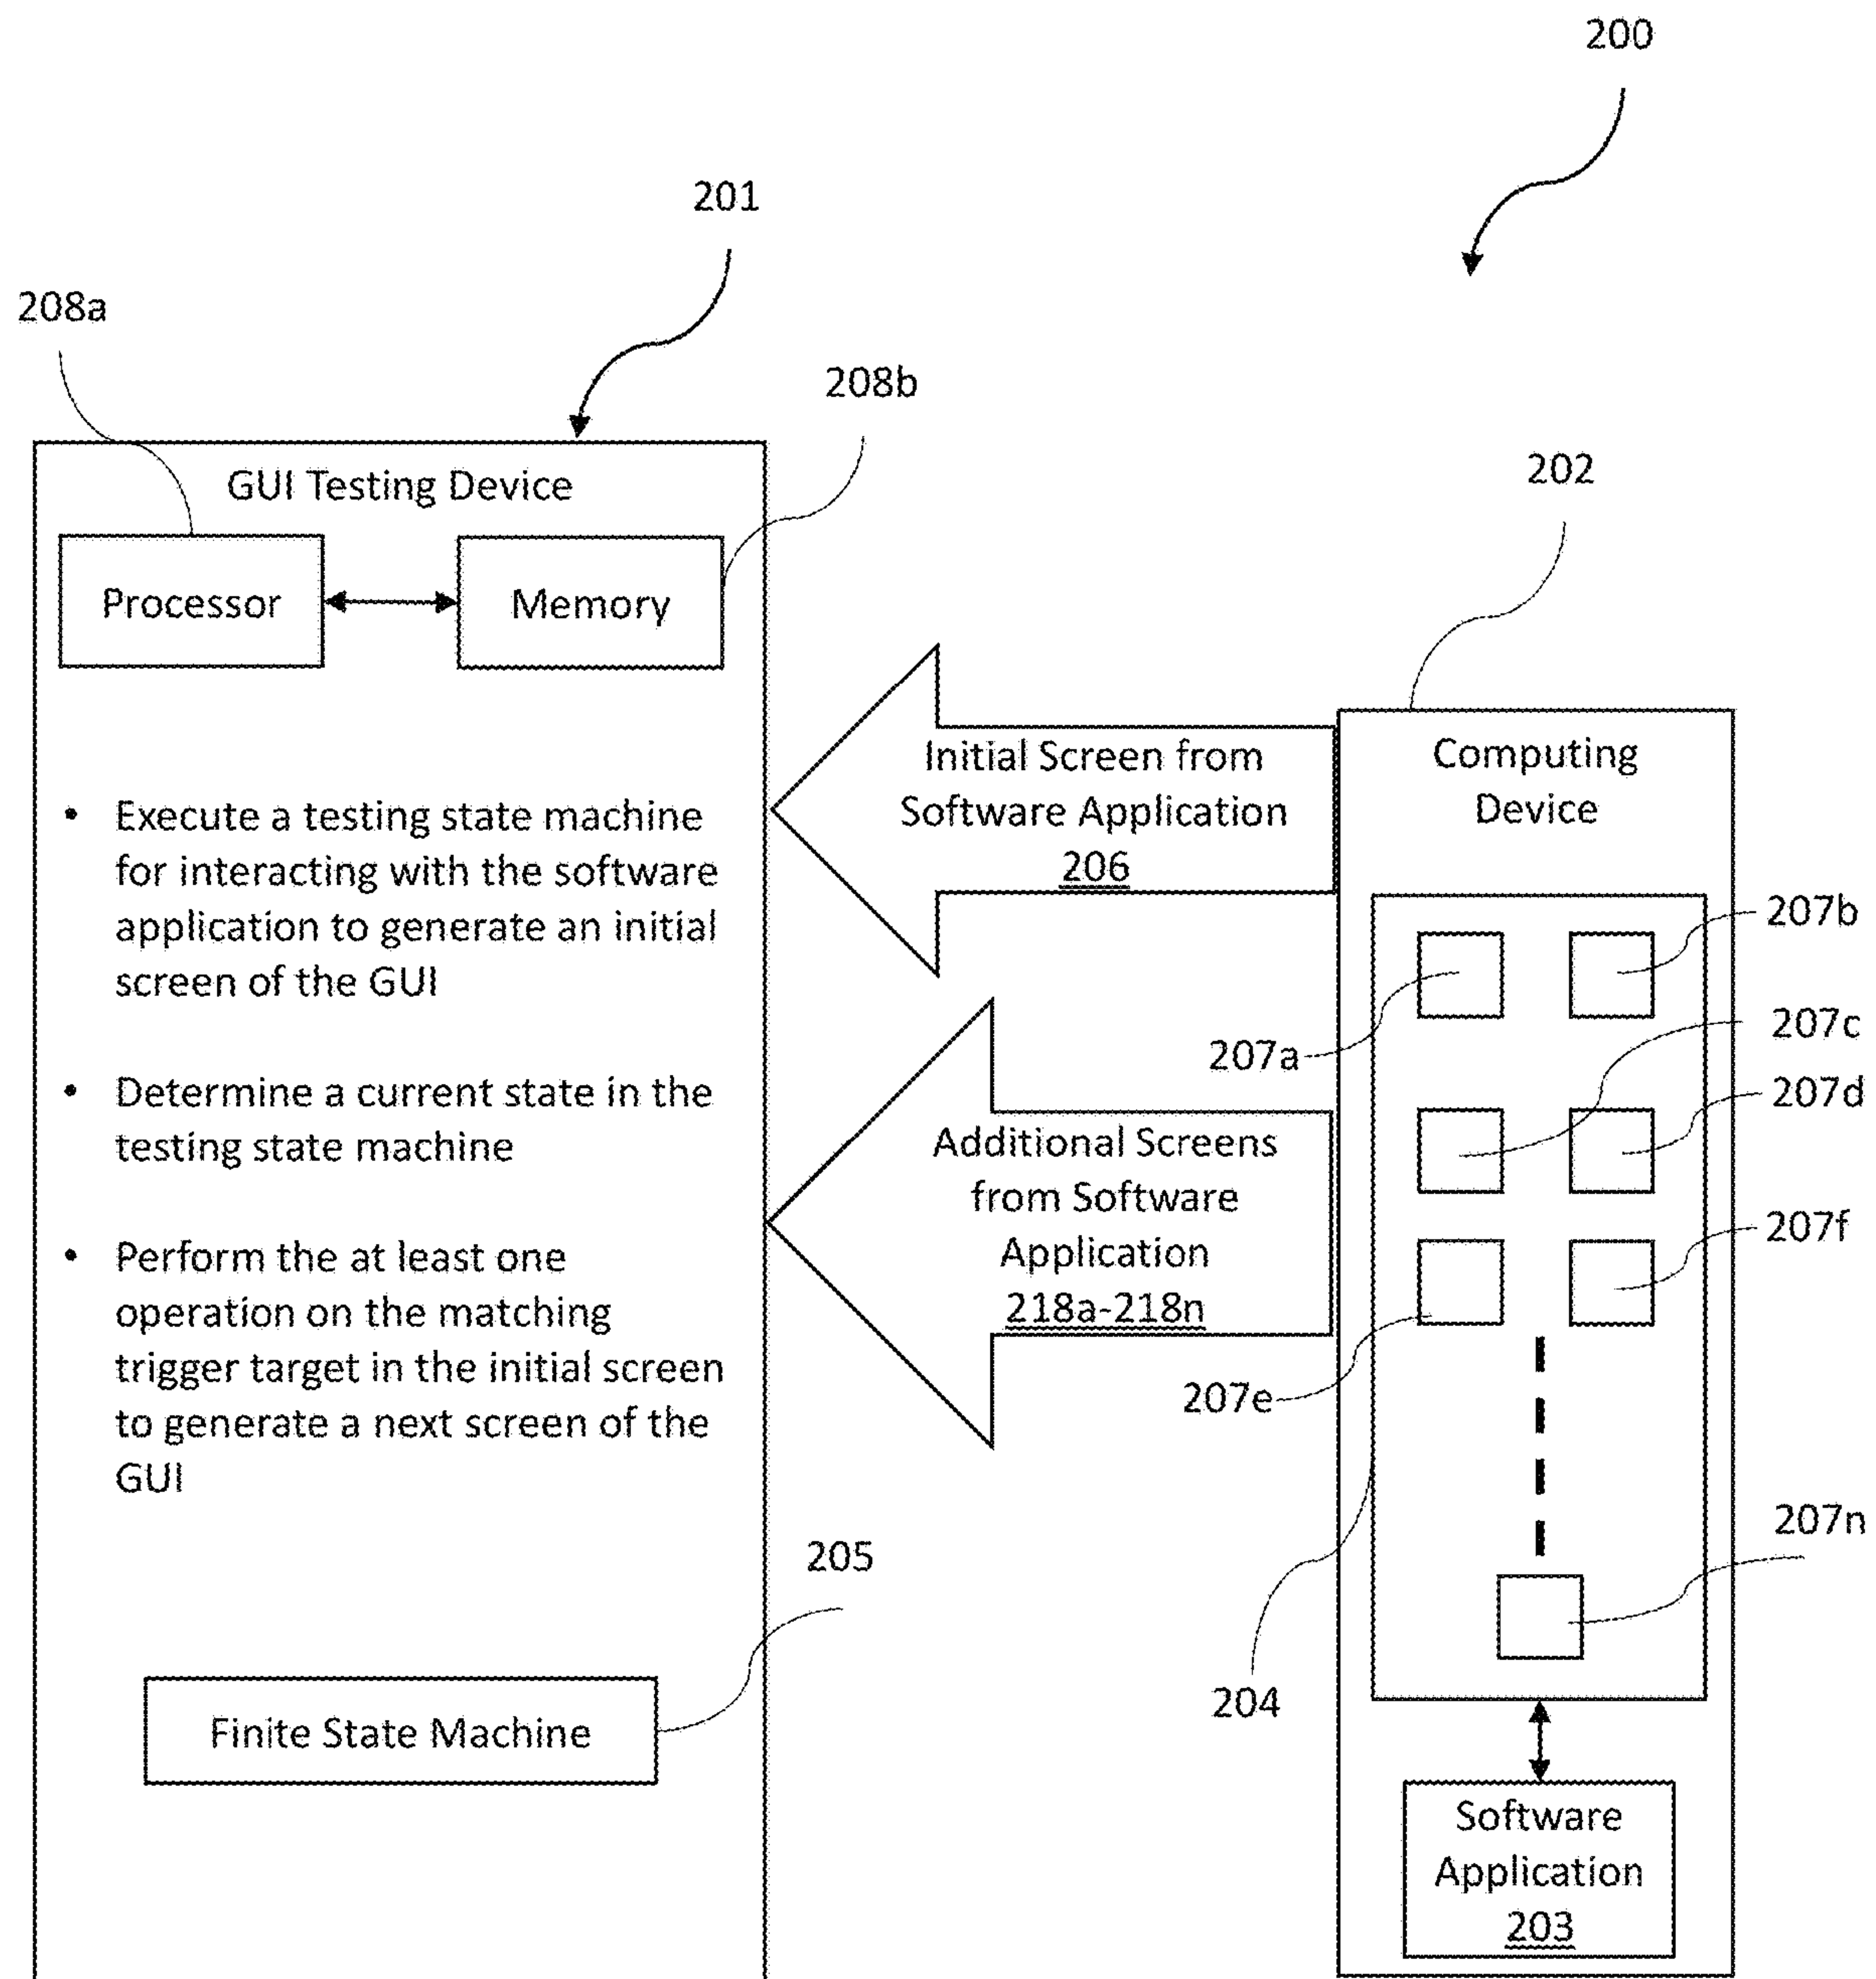 200
201
208a
208b
GUI Testing Device
Processor
Memory
• Execute a testing state machine
for interacting with the software
application to generate an initial
screen of the GUI
• Determine a current state in the
testing state machine
• Perform the at least one
operation on the matching
trigger target in the initial screen
to generate a next screen of the
GUI
205
Finite State Machine
Initial Screen from
Software Application
206
Additional Screens
from Software
Application
218a-218n
202
Computing
Device
207b
207a
207c
207d
207f
207e
207n
204
Software
Application
203